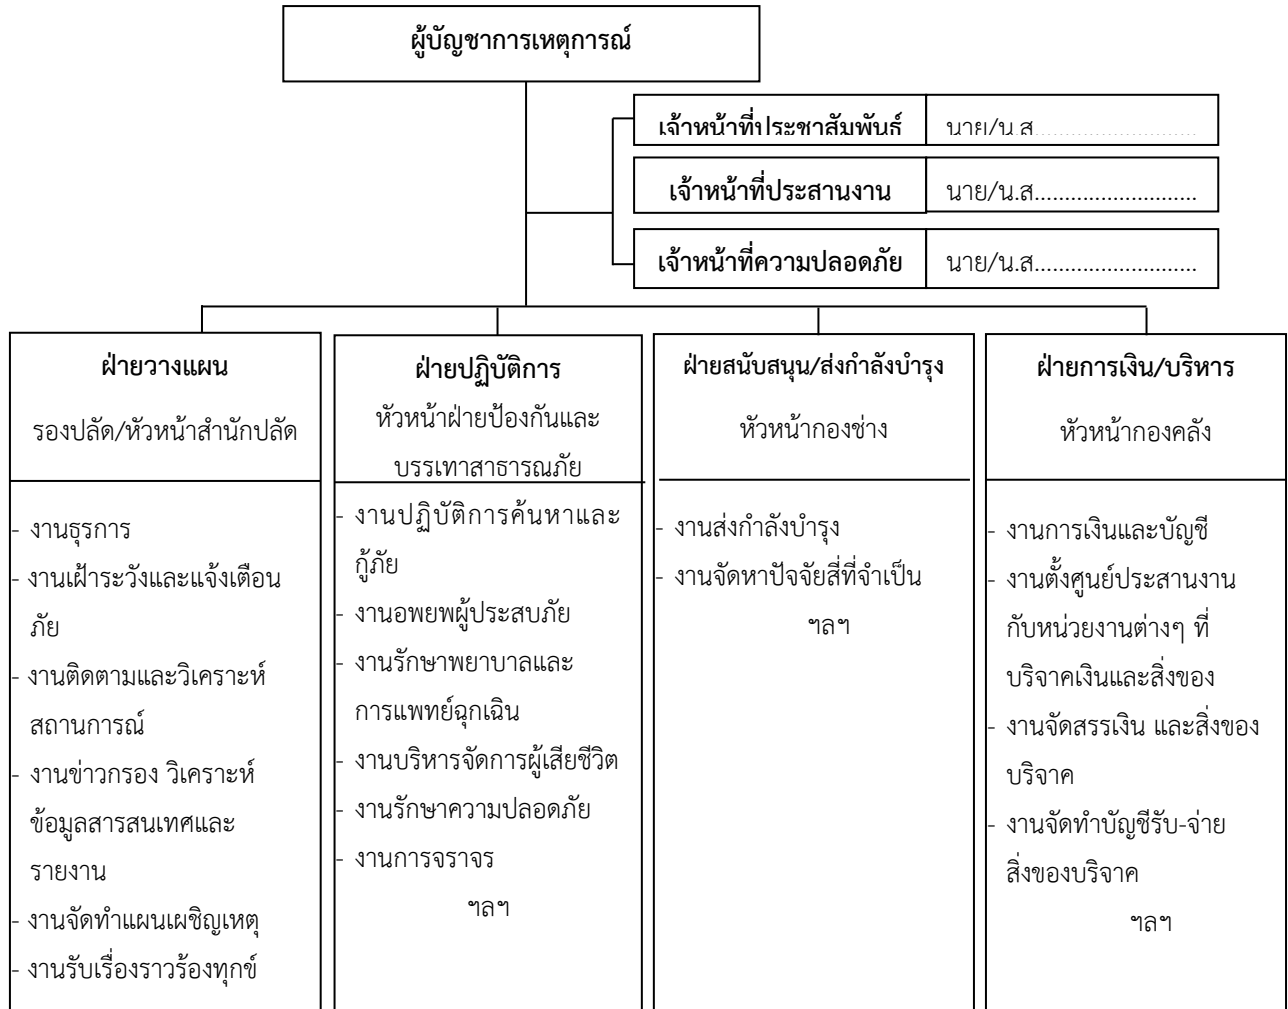 ผู้บัญชาการเหตุการณ์
เจ้าหน้าที่ประชาสัมพันธ์ นาย/น.ส...........................
เจ้าหน้าที่ประสานงาน นาย/น.ส...........................
เจ้าหน้าที่ความปลอดภัย นาย/น.ส...........................
ฝ่ายวางแผน
รองปลัด/หัวหน้าสำนักปลัด
- งานธุรการ
- งานเฝ้าระวังและแจ้งเตือน
ภัย
- งานติดตามและวิเคราะห์
สถานการณ์
- งานข่าวกรอง วิเคราะห์
ข้อมูลสารสนเทศและ
รายงาน
- งานจัดทำแผนเผชิญเหตุ
- งานรับเรื่องราวร้องทุกข์
ฝ่ายปฏิบัติการ
หัวหน้าฝ่ายป้องกันและ
บรรเทาสาธารณภัย
- งานปฏิบัติการค้นหาและ
กู้ภัย
- งานอพยพผู้ประสบภัย
- งานรักษาพยาบาลและ
การแพทย์ฉุกเฉิน
- งานบริหารจัดการผู้เสียชีวิต
- งานรักษาความปลอดภัย
- งานการจราจร
ฯลฯ
ฝ่ายสนับสนุน/ส่งกำลังบำรุง
หัวหน้ากองช่าง
- งานส่งกำลังบำรุง
- งานจัดหาปัจจัยสี่ที่จำเป็น
ฯลฯ
ฝ่ายการเงิน/บริหาร
หัวหน้ากองคลัง
- งานการเงินและบัญชี
- งานตั้งศูนย์ประสานงาน
กับหน่วยงานต่างๆ ที่
บริจาคเงินและสิ่งของ
- งานจัดสรรเงิน และสิ่งของ
บริจาค
- งานจัดทำบัญชีรับ-จ่าย
สิ่งของบริจาค
ฯลฯ